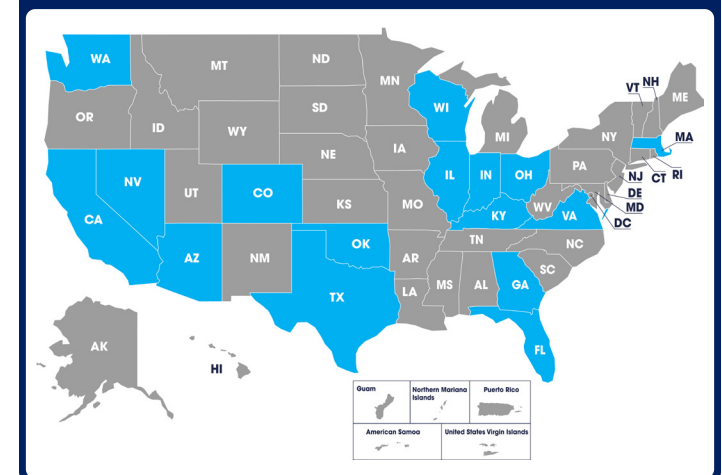 WA
MT
ND
MN
VT
NH
ME
OR
ID
SD
WI
MI
NY
MA
WY
IA
NE
PA
NJ
CT
RI
NV
UT
CO
IL
IN
OH
DE
MD
DC
CA
KS
MO
WV
VA
KY
AZ
NM
OK
AR
TN
NC
SC
TX
LA
MS
AL
GA
FL
AK
HI
Guam
Northern Mariana
Islands
Puerto Rico
American Samoa
United States Virgin Islands